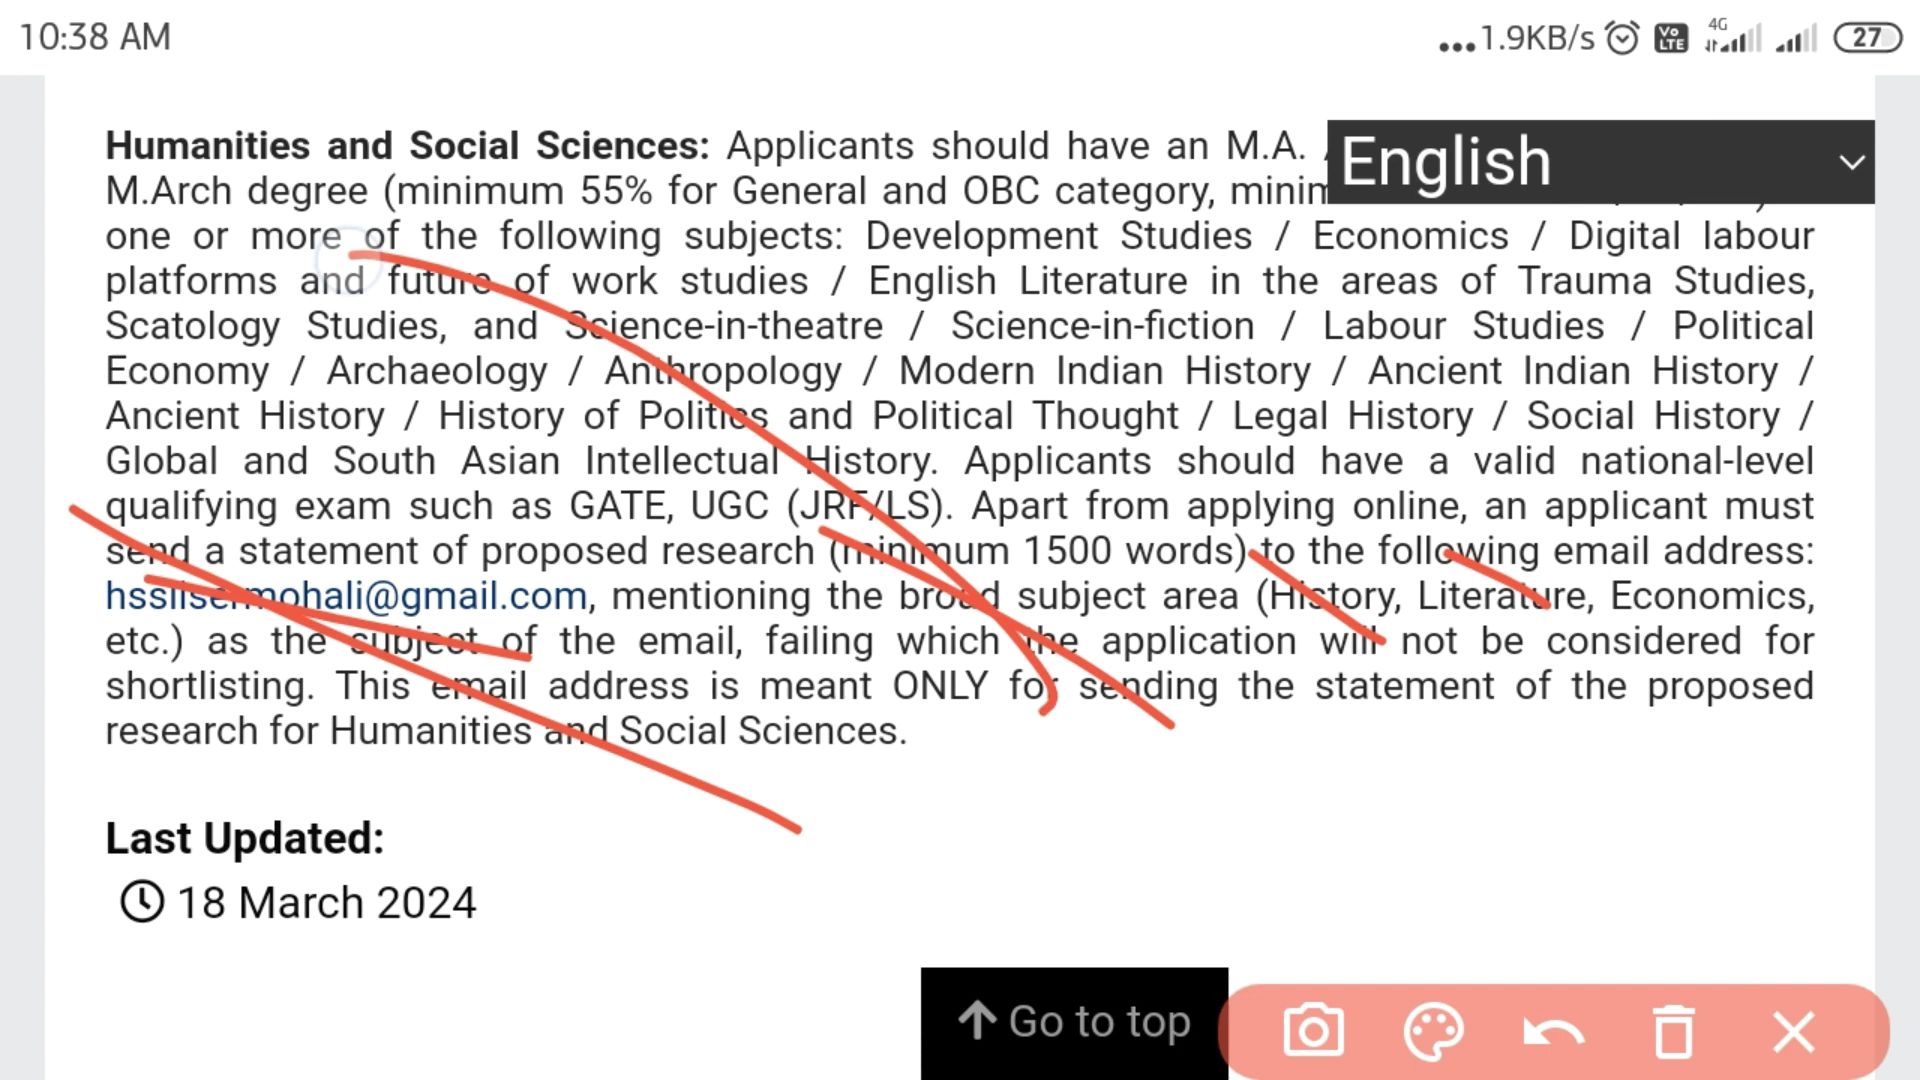 10:38 AM
...1.9KB/s Vo LTE 4G 27
English
Humanities and Social Sciences: Applicants should have an M.A.
M.Arch degree (minimum 55% for General and OBC category,
one or more of the following subjects: Development Studies / Economics / Digital labour
platforms and future of work studies / English Literature in the areas of Trauma Studies,
Scatology Studies, and Science-in-theatre / Science-in-fiction / Labour Studies / Political
Economy / Archaeology / Anthropology / Modern Indian History / Ancient Indian History /
Ancient History / History of Politics and Political Thought / Legal History / Social History /
Global and South Asian Intellectual History. Applicants should have a valid national-level
qualifying exam such as GATE, UGC (JRF/LS). Apart from applying online, an applicant must
send a statement of proposed research (minimum 1500 words) to the following email address:
hssiisermohali@gmail.com, mentioning the broad subject area (History, Literature, Economics,
etc.) as the subject of the email, failing which the application will not be considered for
shortlisting. This email address is meant ONLY for sending the statement of the proposed
research for Humanities and Social Sciences.
Last Updated:
18 March 2024
Go to top